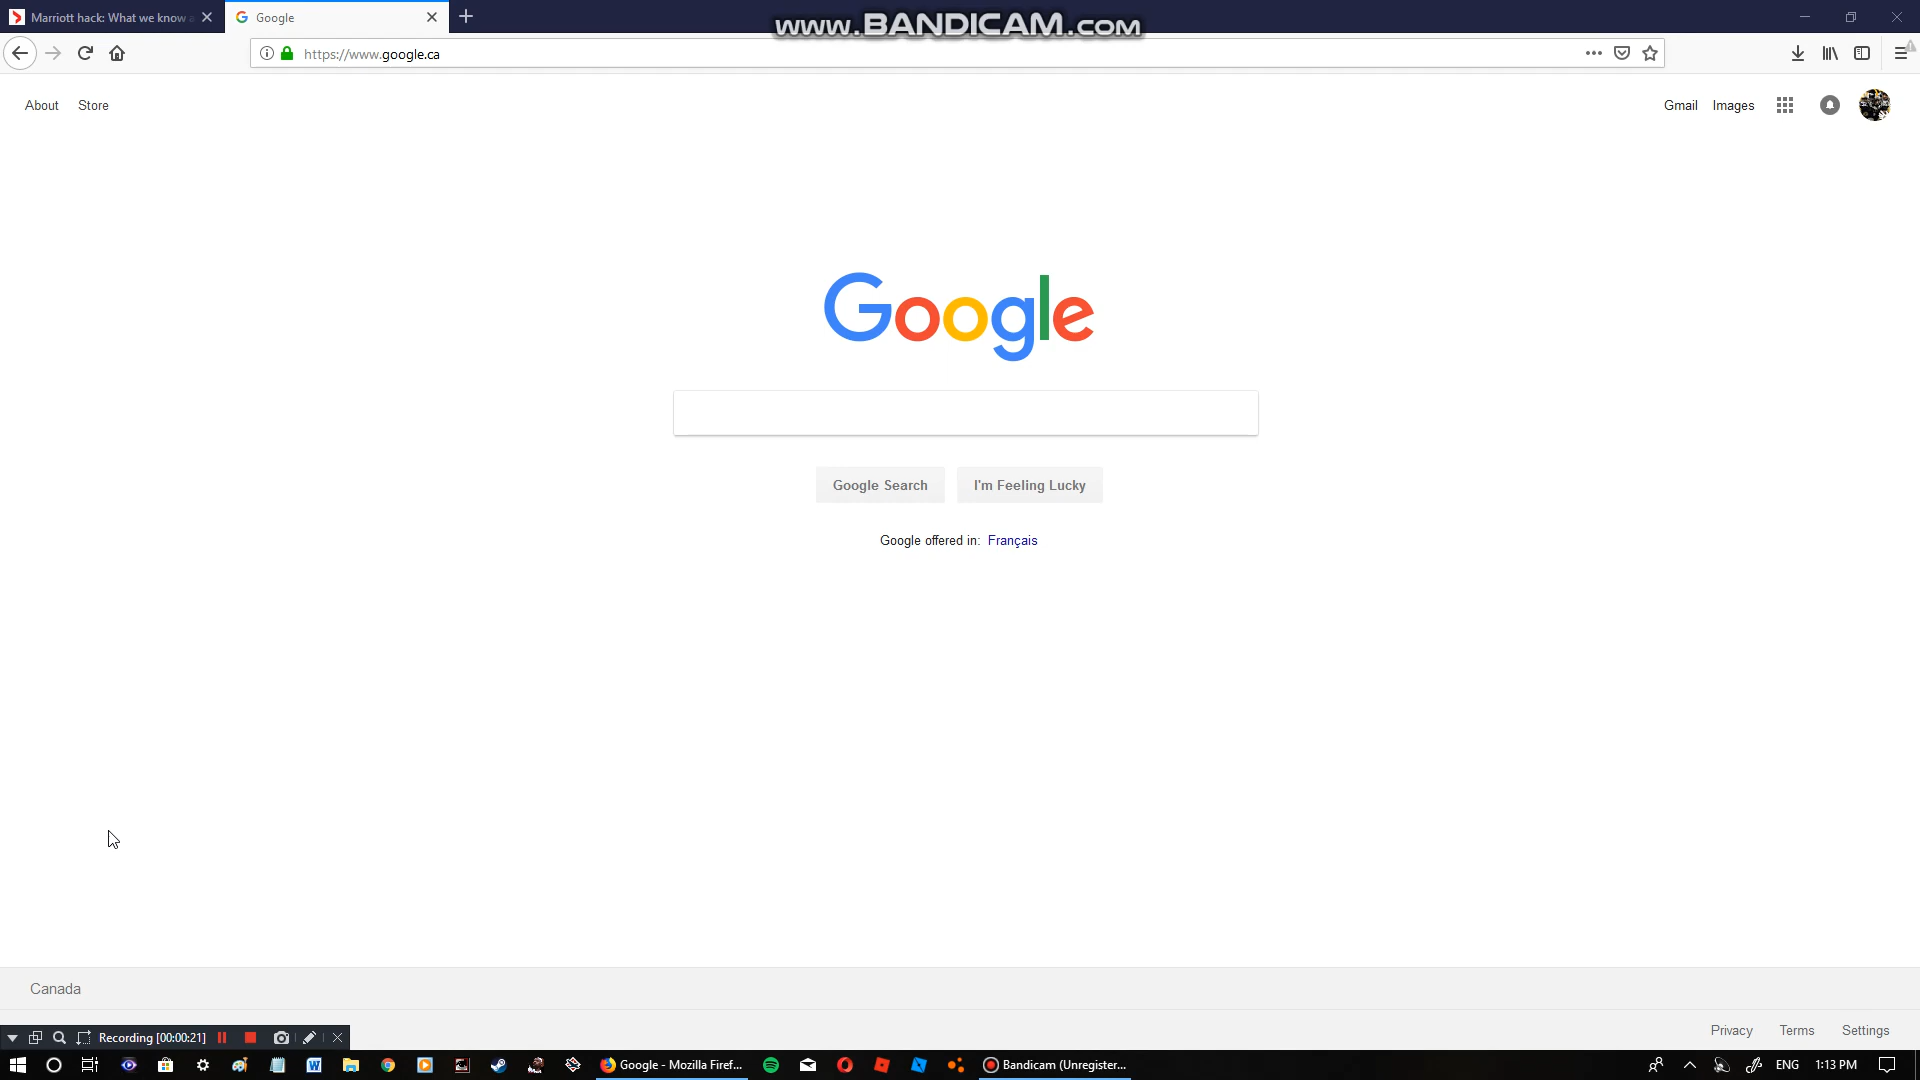 Marriott hack: What we know a
Google
www.BANDICAM.com
https://www.google.ca
About Store
Gmail Images
Google
Google Search I'm Feeling Lucky
Google offered in: Français
Canada
Privacy Terms Settings
Recording [00:00:21]
Google - Mozilla Firef...
Bandicam (Unregister...
ENG 1:13 PM